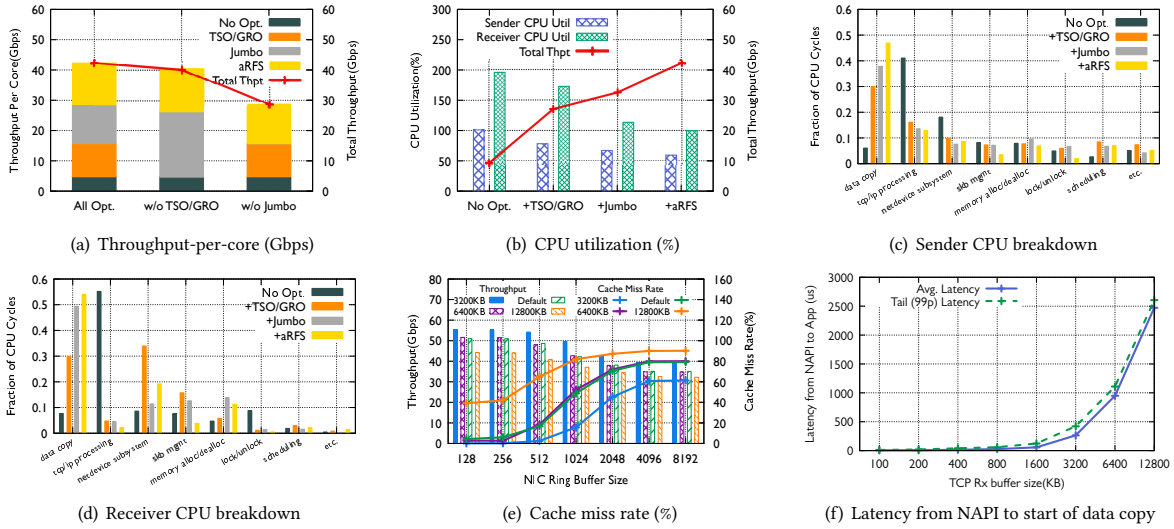 60 60
50 50
40 40
30 30
20 20
10 10
0 0
Throughput Per Core(Gbps)
Total Throughput(Gbps)
No Opt.
TSO/GRO
Jumbo
aRFS
Total Thpt
All Opt. w/o TSO/GRO w/o Jumbo
(a) Throughput-per-core (Gbps)
300 60
250 50
200 40
150 30
100 20
50 10
0 0
CPU Utilization(%)
Total Throughput(Gbps)
Sender CPU Util
Receiver CPU Util
Total Thpt
No Opt. +TSO/GRO +Jumbo +aRFS
(b) CPU utilization (%)
0.6
0.5
0.4
0.3
0.2
0.1
0
Fraction of CPU Cycles
No Opt.
+TSO/GRO
+Jumbo
+aRFS
data copy
tcp/ip processing
netdevice subsystem
skb mgmt
memory alloc/dealloc
lock/unlock
scheduling
etc.
(c) Sender CPU breakdown
0.6
0.5
0.4
0.3
0.2
0.1
0
Fraction of CPU Cycles
No Opt.
+TSO/GRO
+Jumbo
+aRFS
data copy
tcp/ip processing
netdevice subsystem
skb mgmt
memory alloc/dealloc
lock/unlock
scheduling
etc.
(d) Receiver CPU breakdown
80 160
70 140
60 120
50 100
40 80
30 60
20 40
10 20
0 0
Throughput(Gbps)
Cache Miss Rate(%)
Throughput Cache Miss Rate
3200KB Default 3200KB Default
6400KB 12800KB 6400KB 12800KB
128 256 512 1024 2048 4096 8192
NIC Ring Buffer Size
(e) Cache miss rate (%)
3000
2500
2000
1500
1000
500
0
Latency from NAPI to App (us)
Avg. Latency
Tail (99p) Latency
100 200 400 800 1600 3200 6400 12800
TCP Rx buffer size(KB)
(f) Latency from NAPI to start of data copy